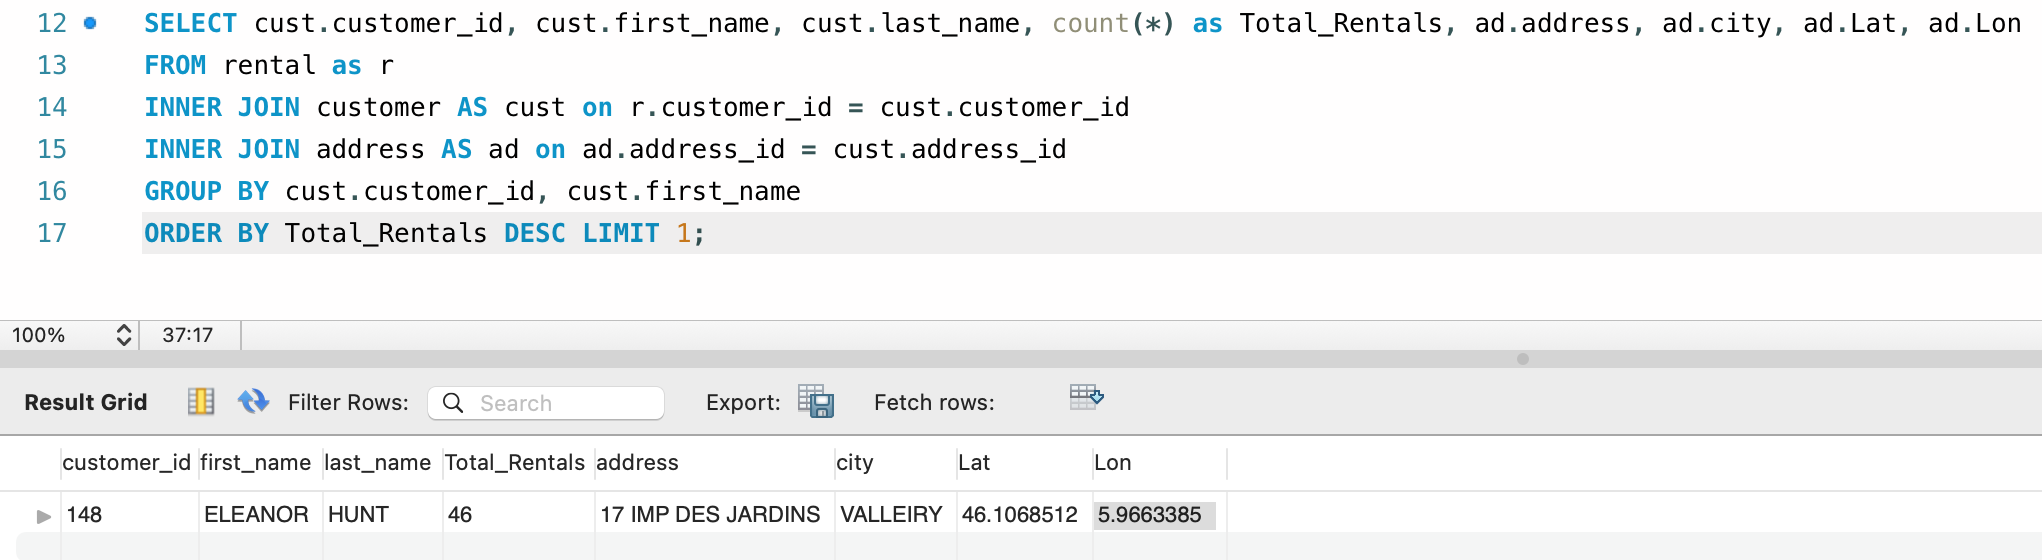 12 SELECT cust.customer_id, cust.first_name, cust.last_name, count(*) as Total_Rentals, ad.address, ad.city, ad.Lat, ad.Lon
13 FROM rental as r
14 INNER JOIN customer AS cust on r.customer_id = cust.customer_id
15 INNER JOIN address AS ad on ad.address_id = cust.address_id
16 GROUP BY cust.customer_id, cust.first_name
17 ORDER BY Total_Rentals DESC LIMIT 1;
100% 37:17
Result Grid Filter Rows: Search Export: Fetch rows:
customer_id first_name last_name Total_Rentals address city Lat Lon
148 ELEANOR HUNT 46 17 IMP DES JARDINS VALLEIRY 46.1068512 5.9663385